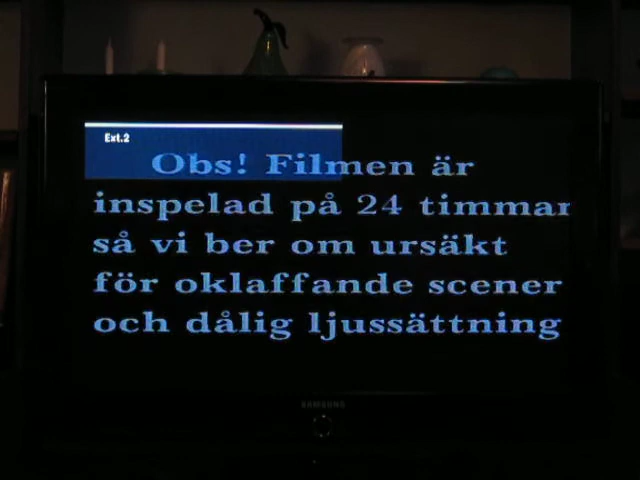 Ext.2
Obs! Filmen är
inspelad på 24 timmar
så vi ber om ursäkt
för oklaffande scener
och dålig ljussättning
SAMSUNG